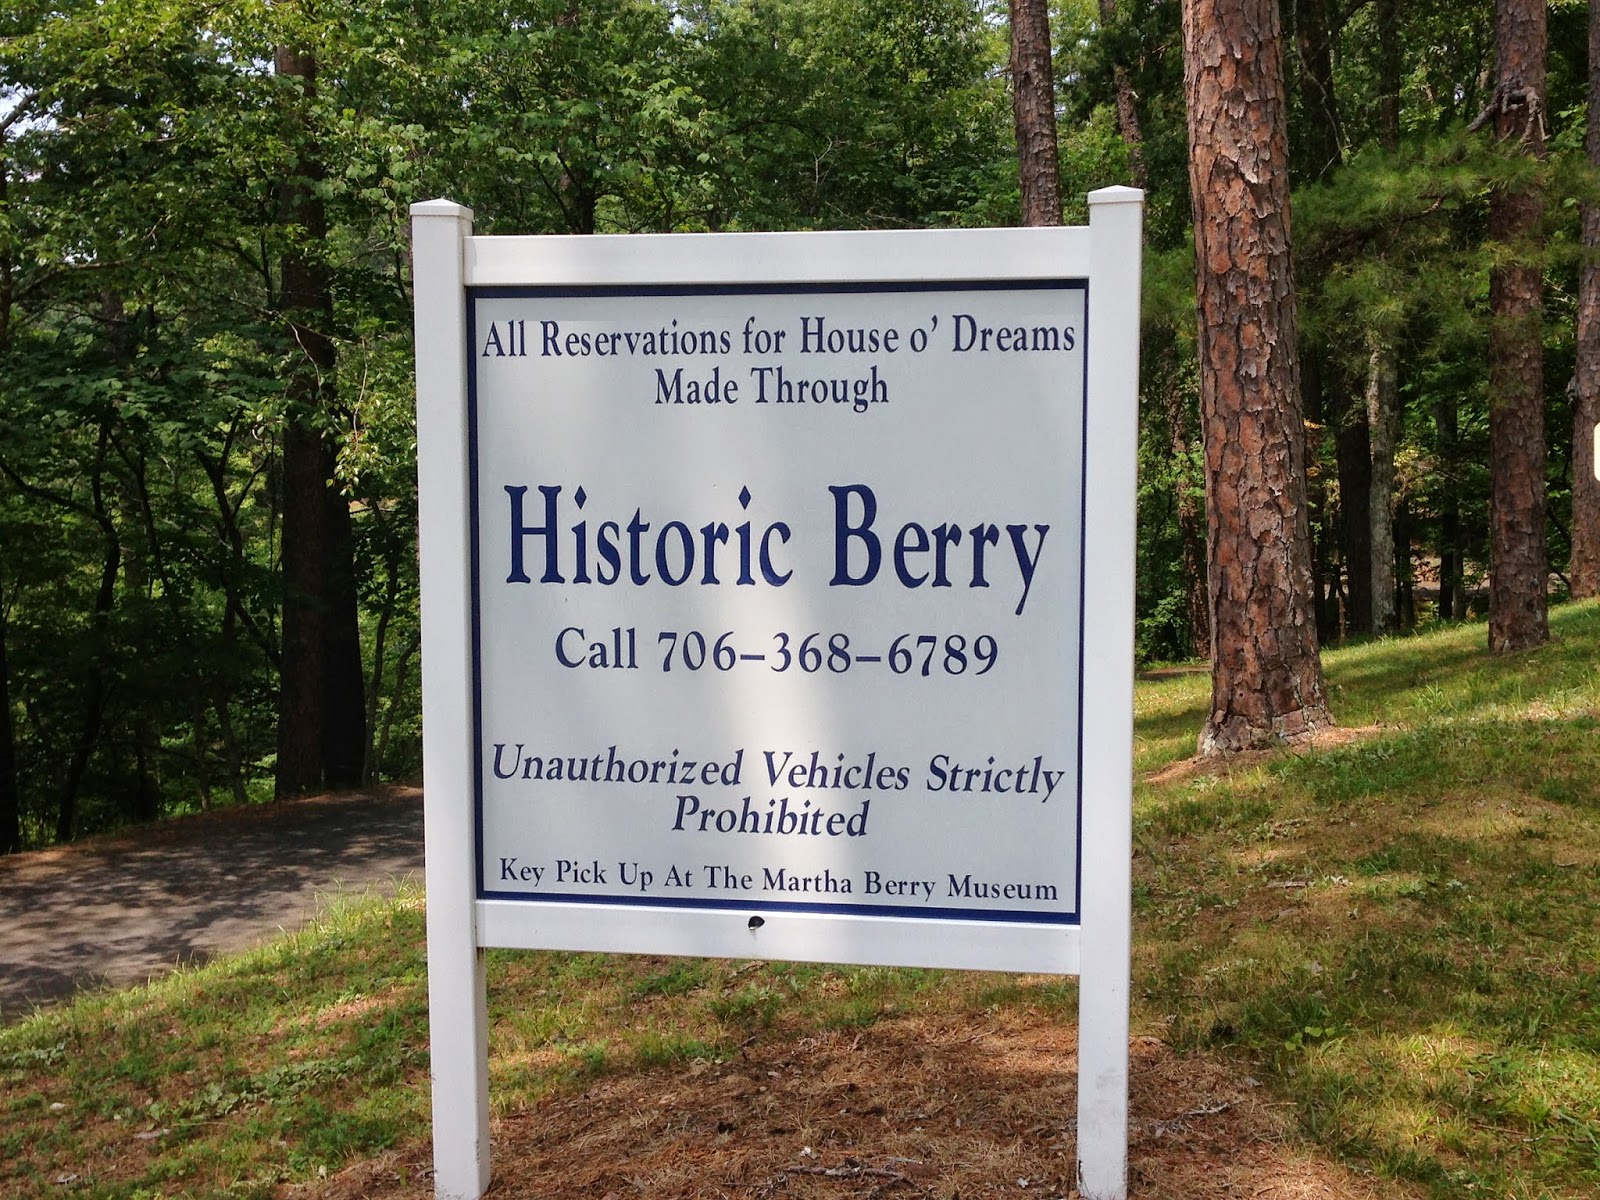 All Reservations for House o' Dreams
Made Through
Historic Berry
Call 706-368-6789
Unauthorized Vehicles Strictly
Prohibited
Key Pick Up At The Martha Berry Museum